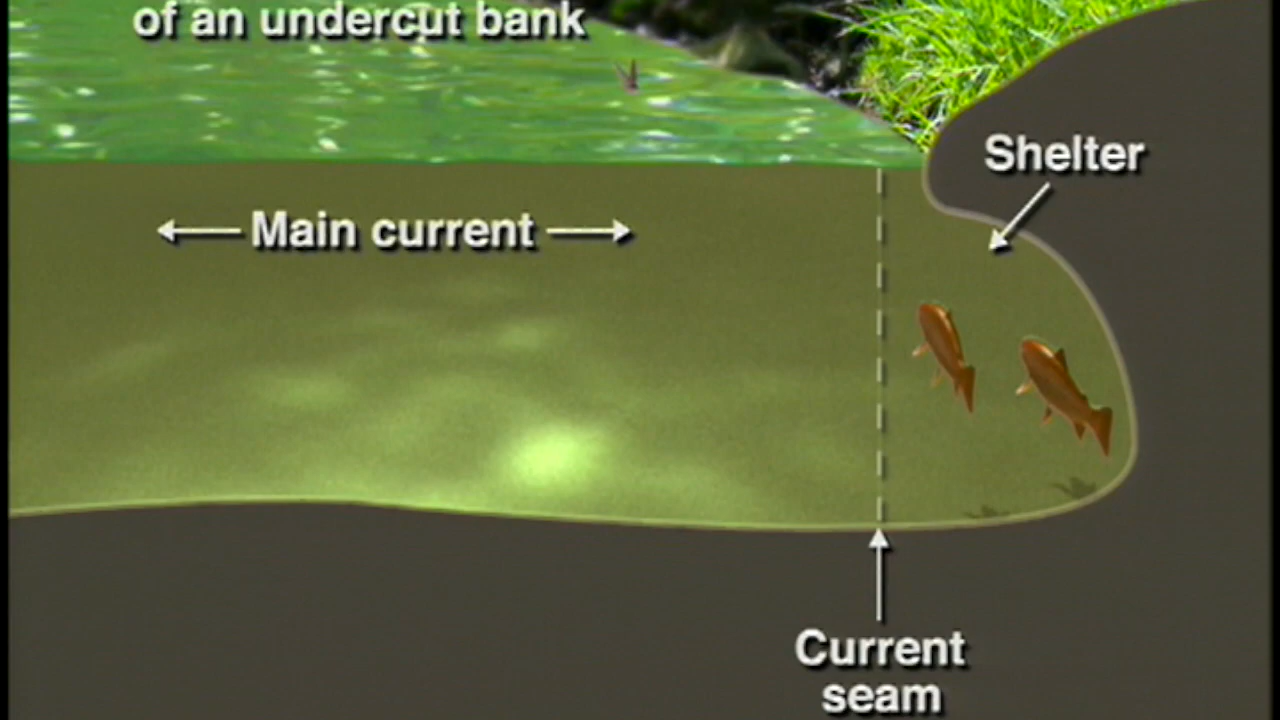 of an undercut bank
Shelter
Main current
Current
seam